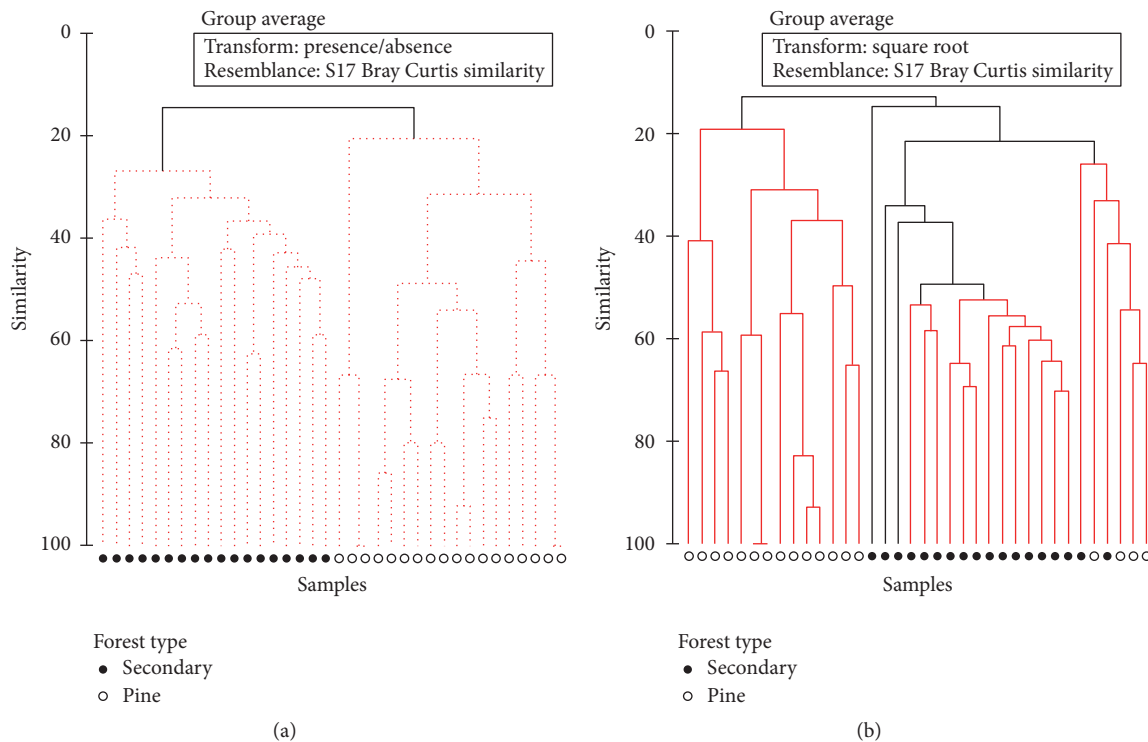 Group average
Transform: presence/absence
Resemblance: S17 Bray Curtis similarity
0
20
40
60
80
100
Similarity
Samples
Forest type
Secondary
Pine
(a)
Group average
Transform: square root
Resemblance: S17 Bray Curtis similarity
0
20
40
60
80
100
Similarity
Samples
Forest type
Secondary
Pine
(b)